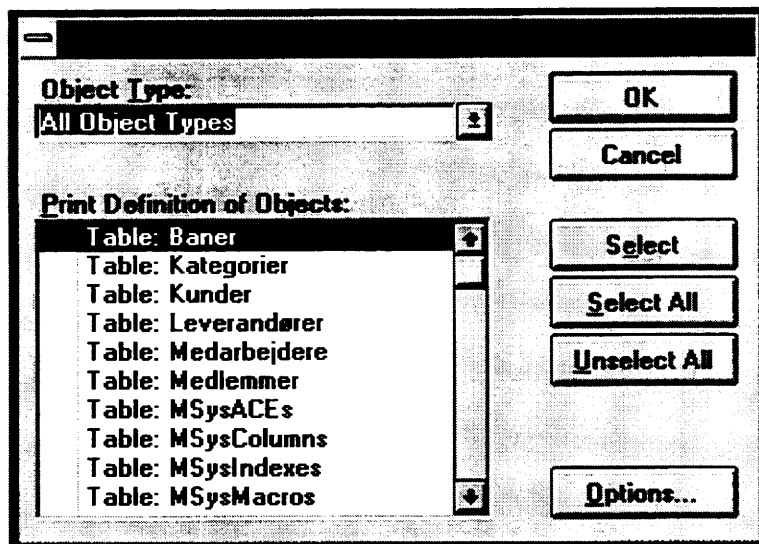 Object Type:
All Object Types
OK
Cancel
Print Definition of Objects:
Table: Baner
Table: Kategorier
Table: Kunder
Table: Leverandører
Table: Medarbejdere
Table: Medlemmer
Table: MSysACEs
Table: MSysColumns
Table: MSysIndexes
Table: MSysMacros
Select
Select All
Unselect All
Options...